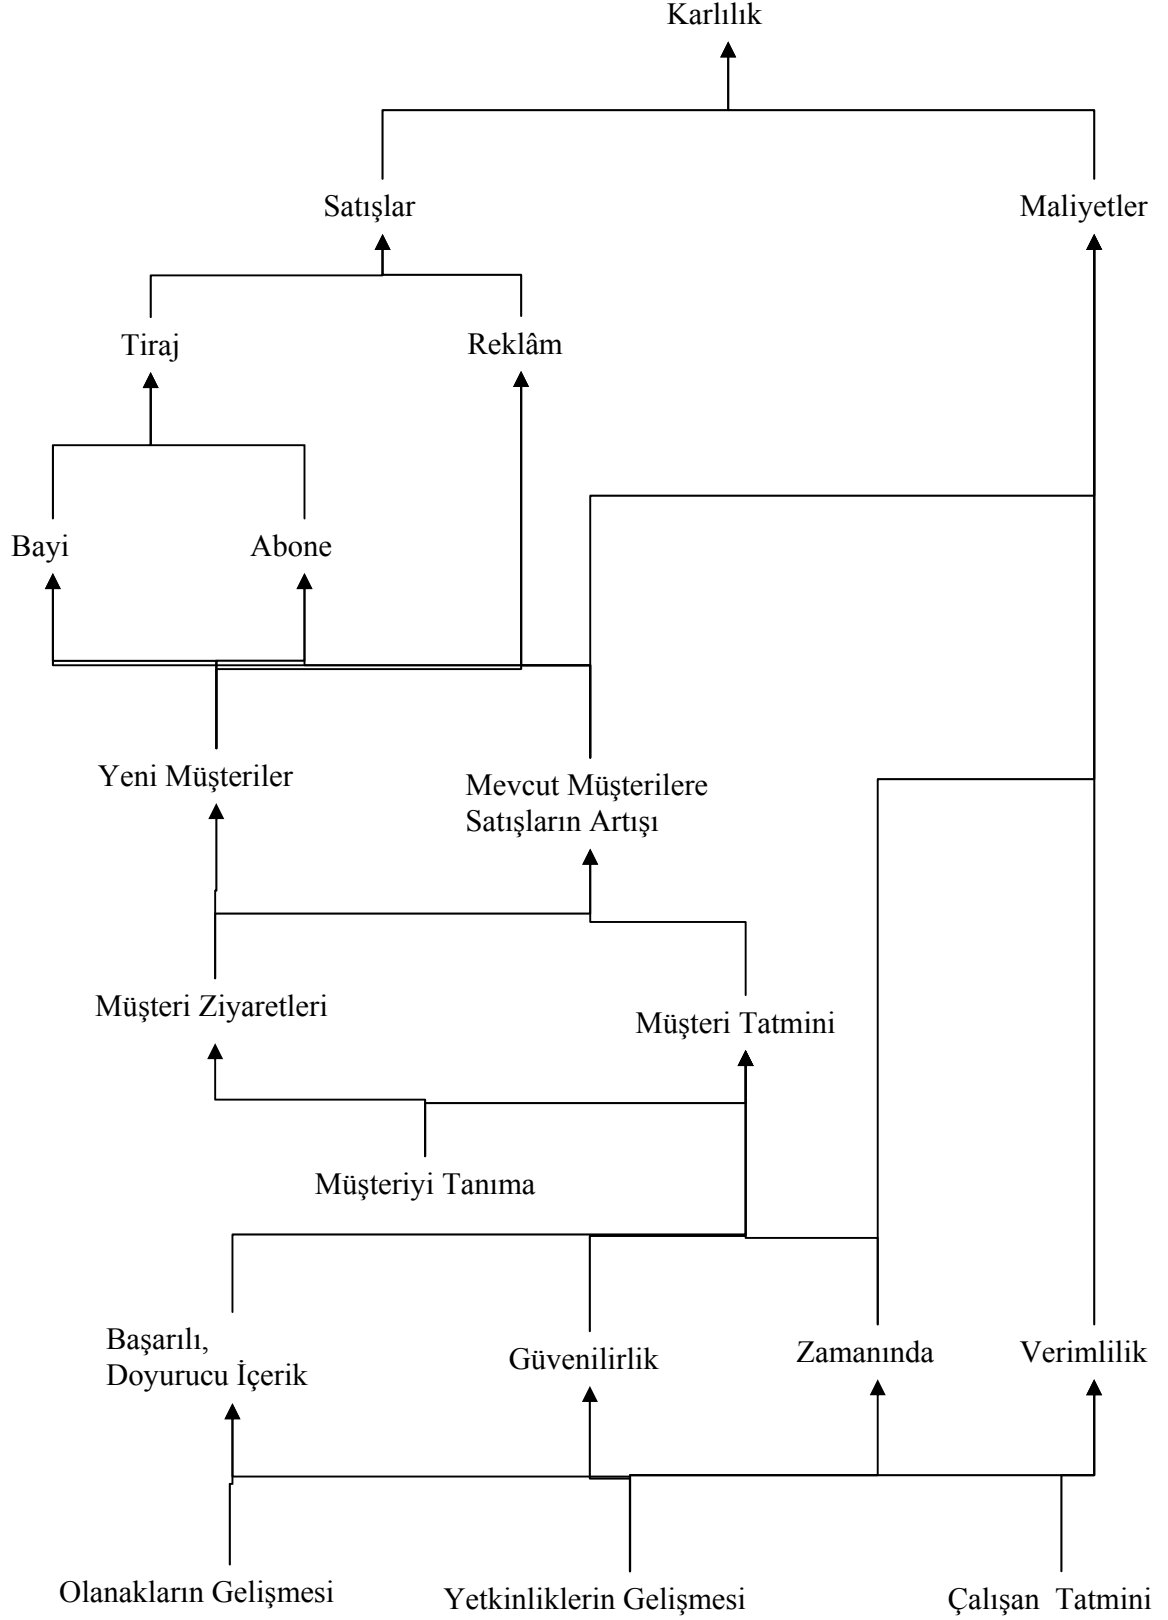 Karlılık
Satışlar
Maliyetler
Tiraj
Reklâm
Bayi
Abone
Yeni Müşteriler
Mevcut Müşterilere
Satışların Artışı
Müşteri Ziyaretleri
Müşteri Tatmini
Müşteriyi Tanıma
Başarılı,
Doyurucu İçerik
Güvenilirlik
Zamanında
Verimlilik
Olanakların Gelişmesi
Yetkinliklerin Gelişmesi
Çalışan Tatmini